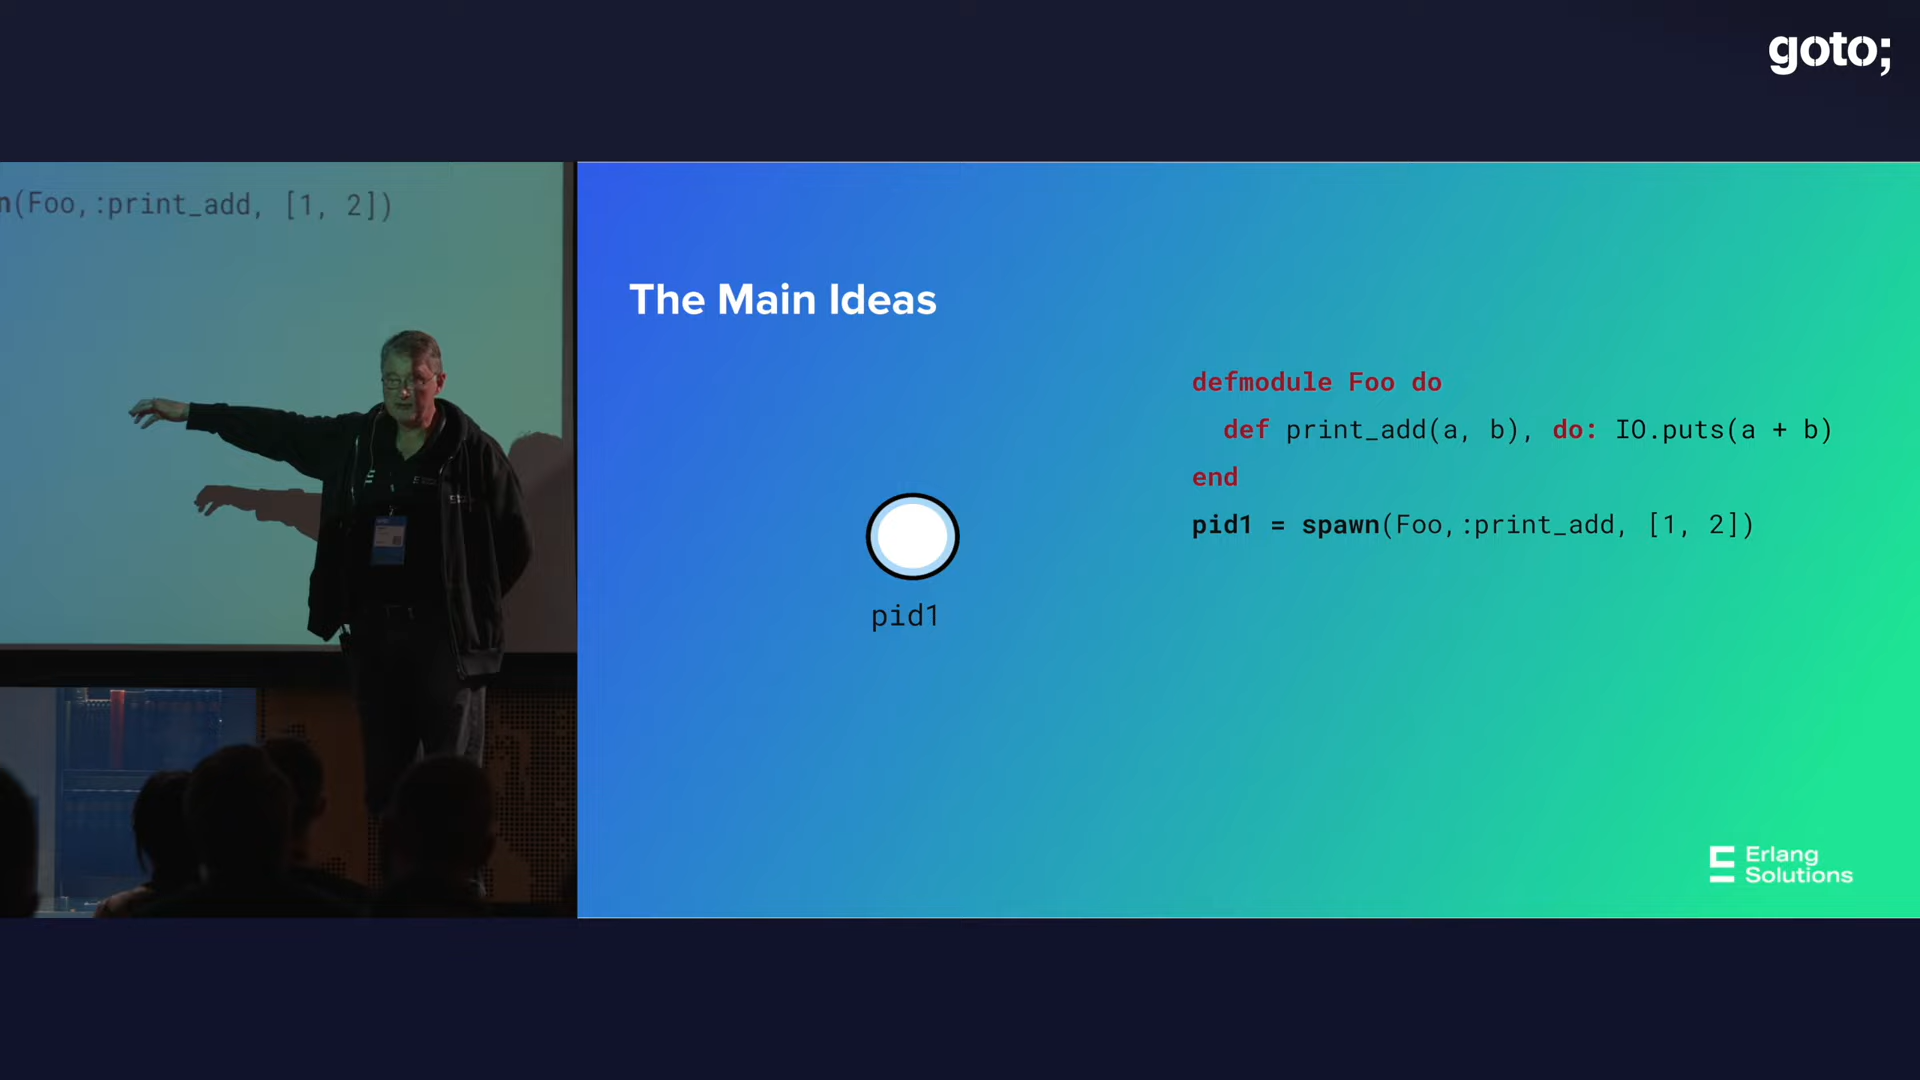 goto;
n(Foo,:print_add, [1, 2])
The Main Ideas
defmodule Foo do
def print_add(a, b), do: IO.puts(a + b)
end
pid1 = spawn(Foo,:print_add, [1, 2])
pid1
Erlang
Solutions